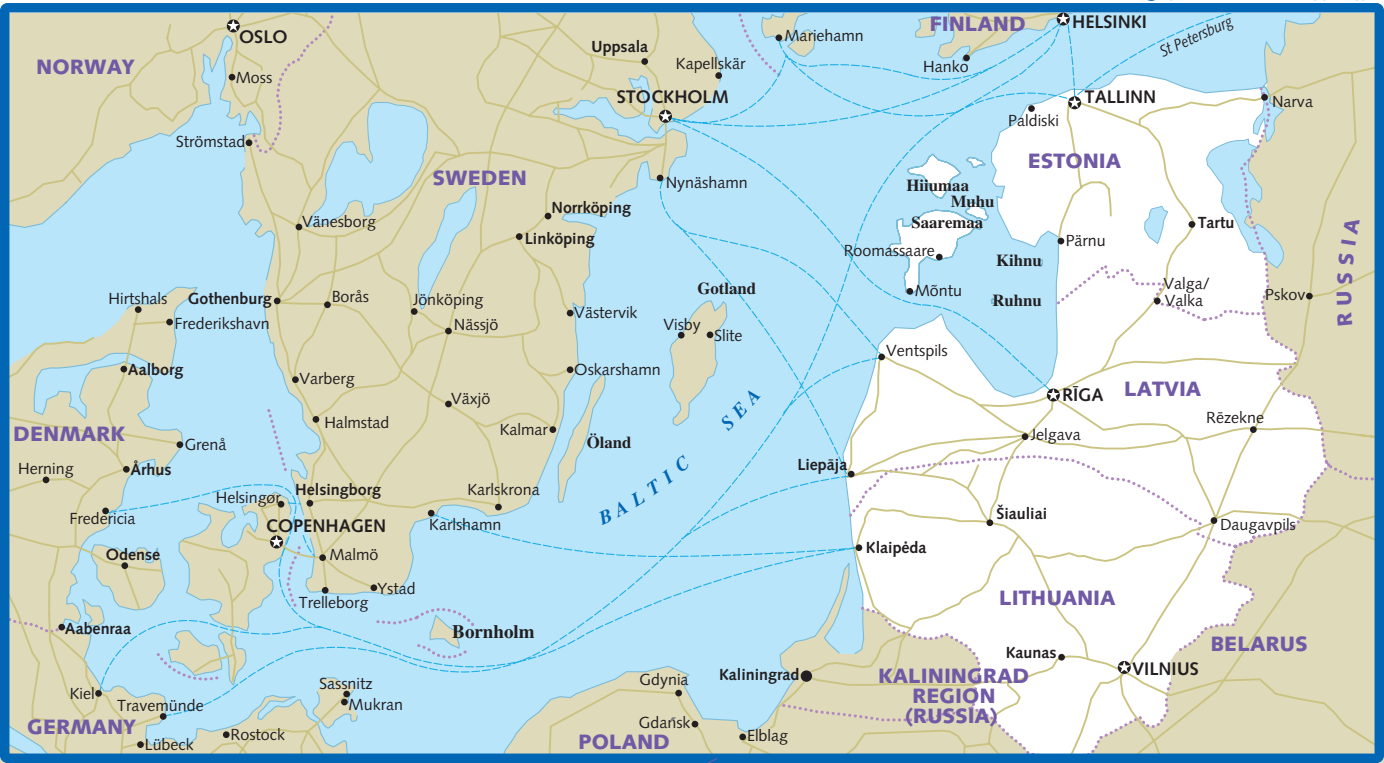 FINLAND
HELSINKI
OSLO
Mariehamn
St Petersburg
Uppsala
NORWAY
Kapellskär
Hanko
Moss
STOCKHOLM
TALLINN
Narva
Paldiski
Strömstad
ESTONIA
SWEDEN
Nynäshamn
Hiiumaa
Muhu
Norrköping
Vänesborg
Saaremaa
Tartu
Linköping
Pärnu
Roomassaare
Kihnu
RUSSIA
Gotland
Valga/
Valka
Mõntu
Ruhnu
Pskov
Hirtshals
Gothenburg
Borås
Jönköping
Västervik
Frederikshavn
Nässjö
Visby
Slite
Ventspils
Aalborg
Oskarshamn
Varberg
RĪGA
LATVIA
Växjö
BALTIC SEA
Halmstad
Kalmar
Rēzekne
DENMARK
Grenå
Öland
Jelgava
Herning
Århus
Liepāja
Helsingør
Helsingborg
Karlskrona
Fredericia
COPENHAGEN
Karlshamn
Šiauliai
Daugavpils
Odense
Malmö
Klaipėda
Ystad
Trelleborg
LITHUANIA
Aabenraa
Bornholm
BELARUS
Kaunas
VILNIUS
Kaliningrad
KALININGRAD
REGION
(RUSSIA)
Kiel
Sassnitz
Gdynia
Travemünde
Mukran
GERMANY
Gdańsk
Rostock
POLAND
Elblag
Lübeck